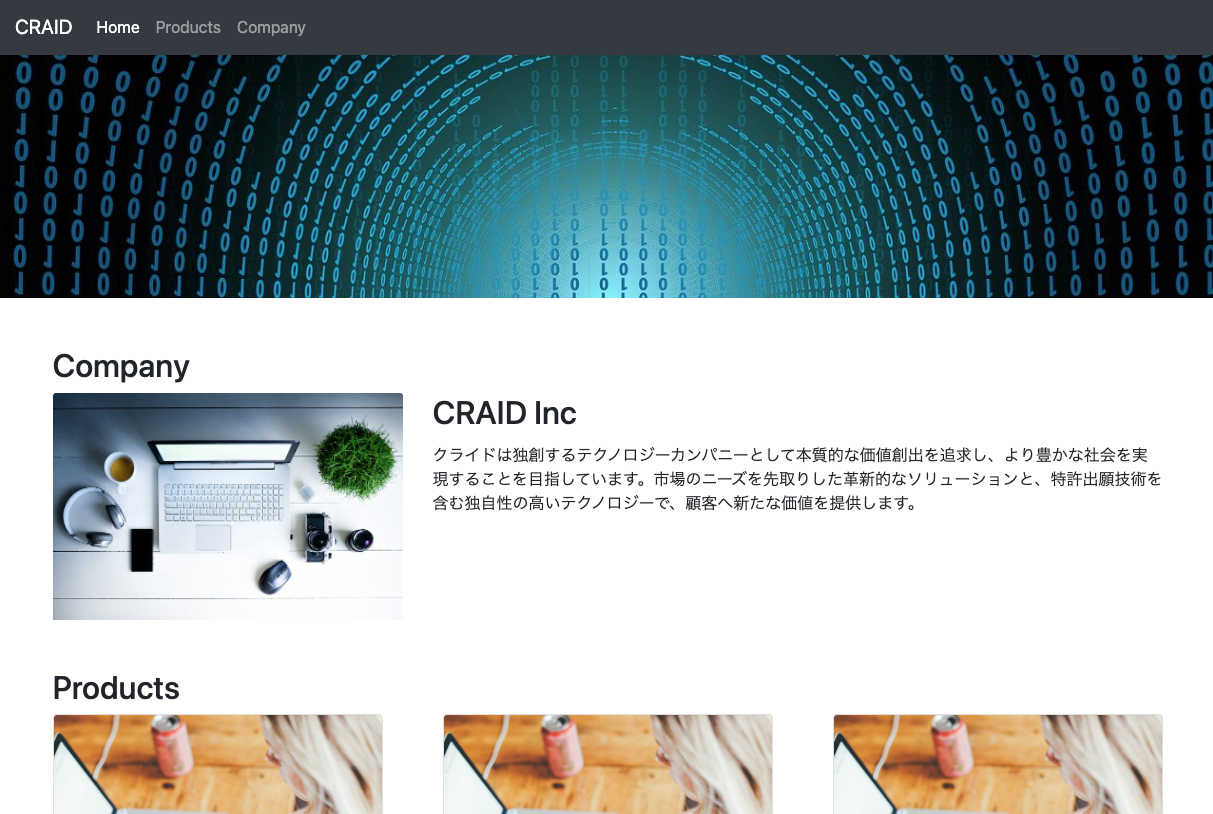 CRAID Home Products Company
Company
CRAID Inc
クライドは独創するテクノロジーカンパニーとして本質的な価値創出を追求し、より豊かな社会を実
現することを目指しています。市場のニーズを先取りした革新的なソリューションと、特許出願技術を
含む独自性の高いテクノロジーで、顧客へ新たな価値を提供します。
Products